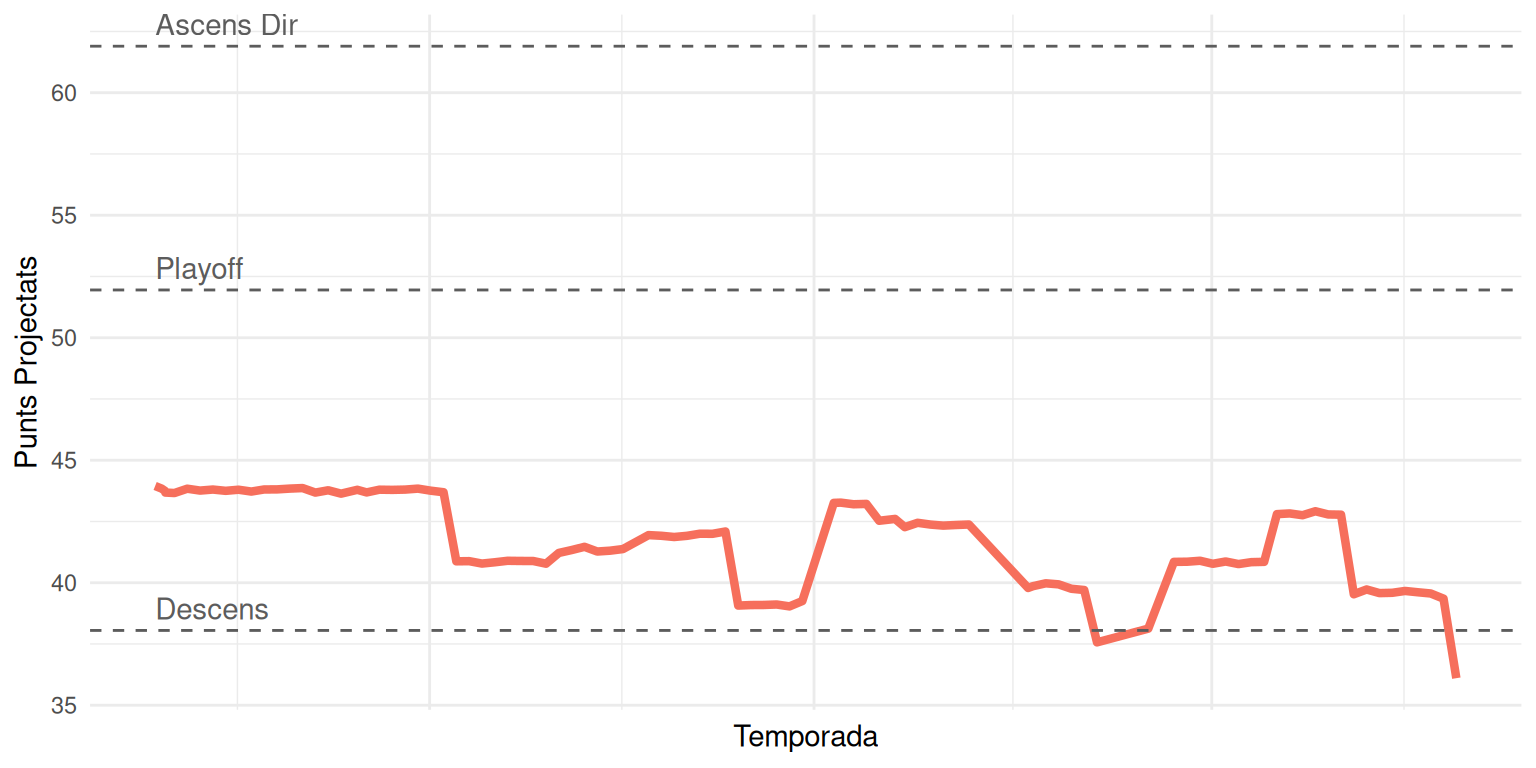 Ascens Dir
60
55
Playoff
50
45
40
Descens
35
Punts Projectats
Temporada